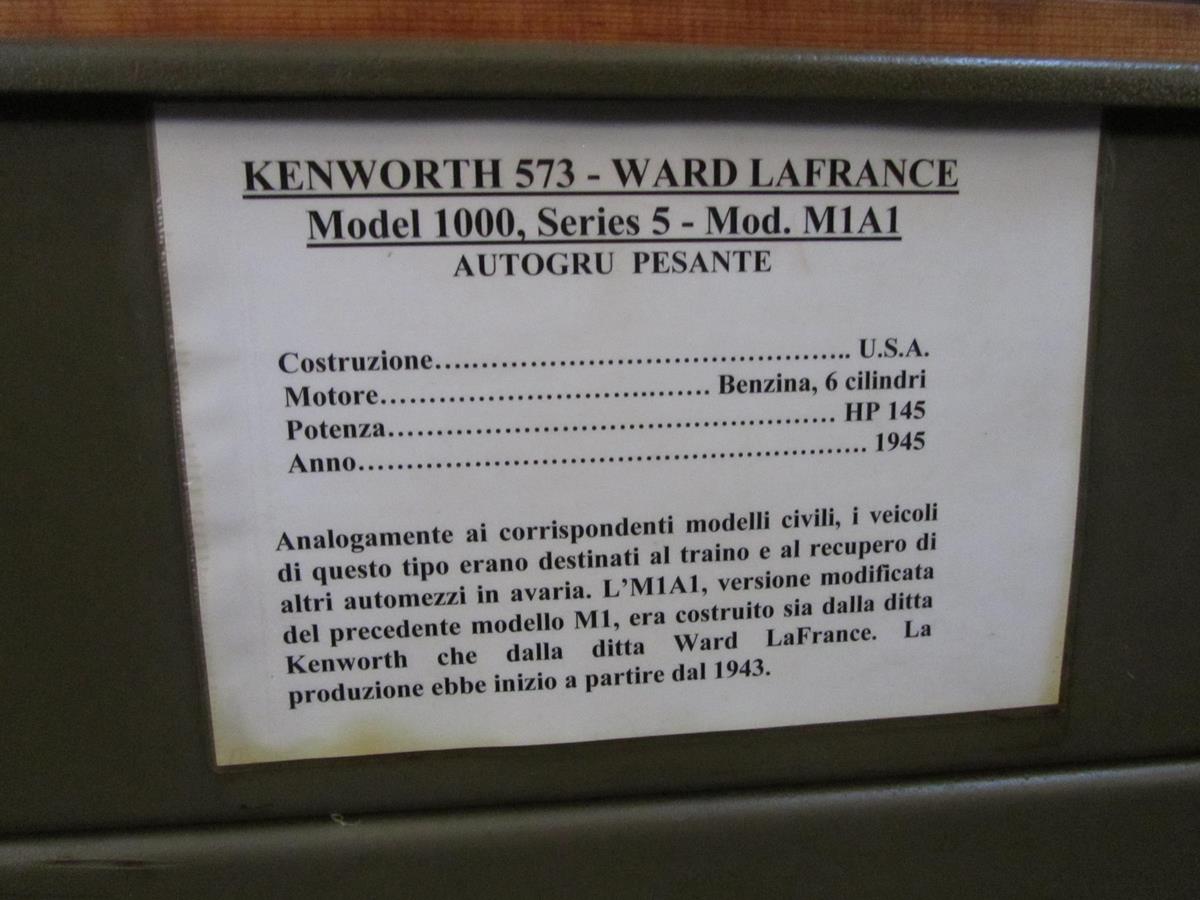 KENWORTH 573 - WARD LAFRANCE
Model 1000, Series 5 - Mod. M1A1
AUTOGRU PESANTE
Costruzione……………………………………….. U.S.A.
Motore………………………..……. Benzina, 6 cilindri
Potenza………………………………………… HP 145
Anno……………………………………………. 1945
Analogamente ai corrispondenti modelli civili, i veicoli
di questo tipo erano destinati al traino e al recupero di
altri automezzi in avaria. L’M1A1, versione modificata
del precedente modello M1, era costruito sia dalla ditta
Kenworth che dalla ditta Ward LaFrance. La
produzione ebbe inizio a partire dal 1943.